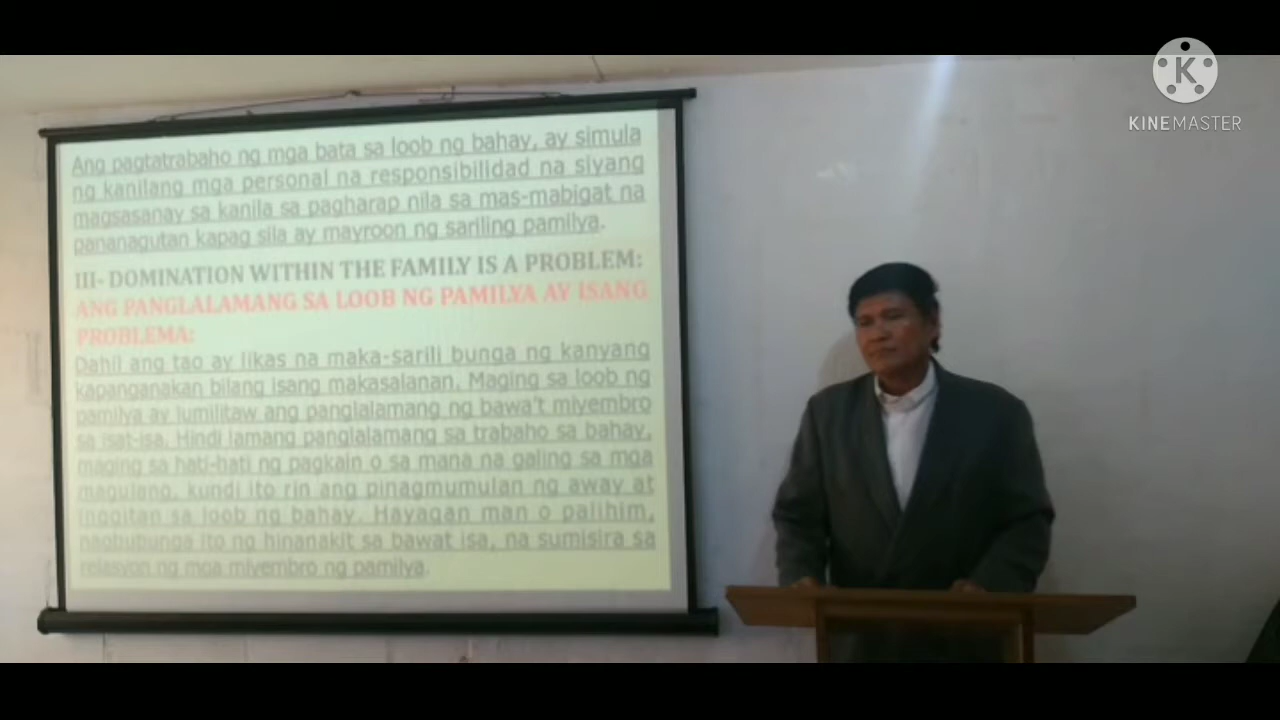 Ang pagtatrabaho ng mga bata sa loob ng bahay, ay simula
ng kanilang mga personal na responsibilidad na siyang
magsasanay sa kanila sa pagharap nila sa mas-mabigat na
pananagutan kapag sila ay mayroon ng sariling pamilya.
III- DOMINATION WITHIN THE FAMILY IS A PROBLEM:
ANG PANGLALAMANG SA LOOB NG PAMILYA AY ISANG
PROBLEMA:
Dahil ang tao ay likas na maka-sarili bunga ng kanyang
kapanganakan bilang isang makasalanan. Maging sa loob ng
pamilya ay lumilitaw ang panglalamang ng bawa't miyembro
sa isat-isa. Hindi lamang panglalamang sa trabaho sa bahay,
maging sa hati-hati ng pagkain o sa mana na galing sa mga
magulang, kundi ito rin ang pinagmumulan ng away at
inggitan sa loob ng bahay. Hayagan man o palihim,
nagbubunga ito ng hinanakit sa bawat isa, na sumisira sa
relasyon ng mga miyembro ng pamilya.
K
KINEMASTER